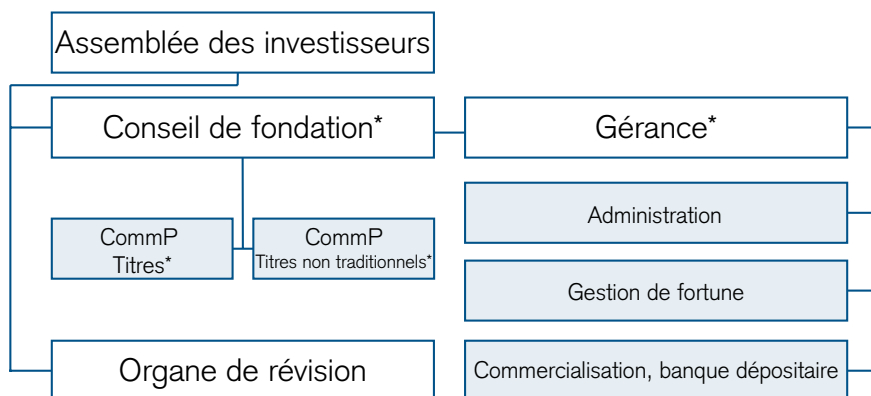 Assemblée des investisseurs
Conseil de fondation*
Gérance*
CommP
Titres*
CommP
Titres non traditionnels*
Administration
Gestion de fortune
Organe de révision
Commercialisation, banque dépositaire